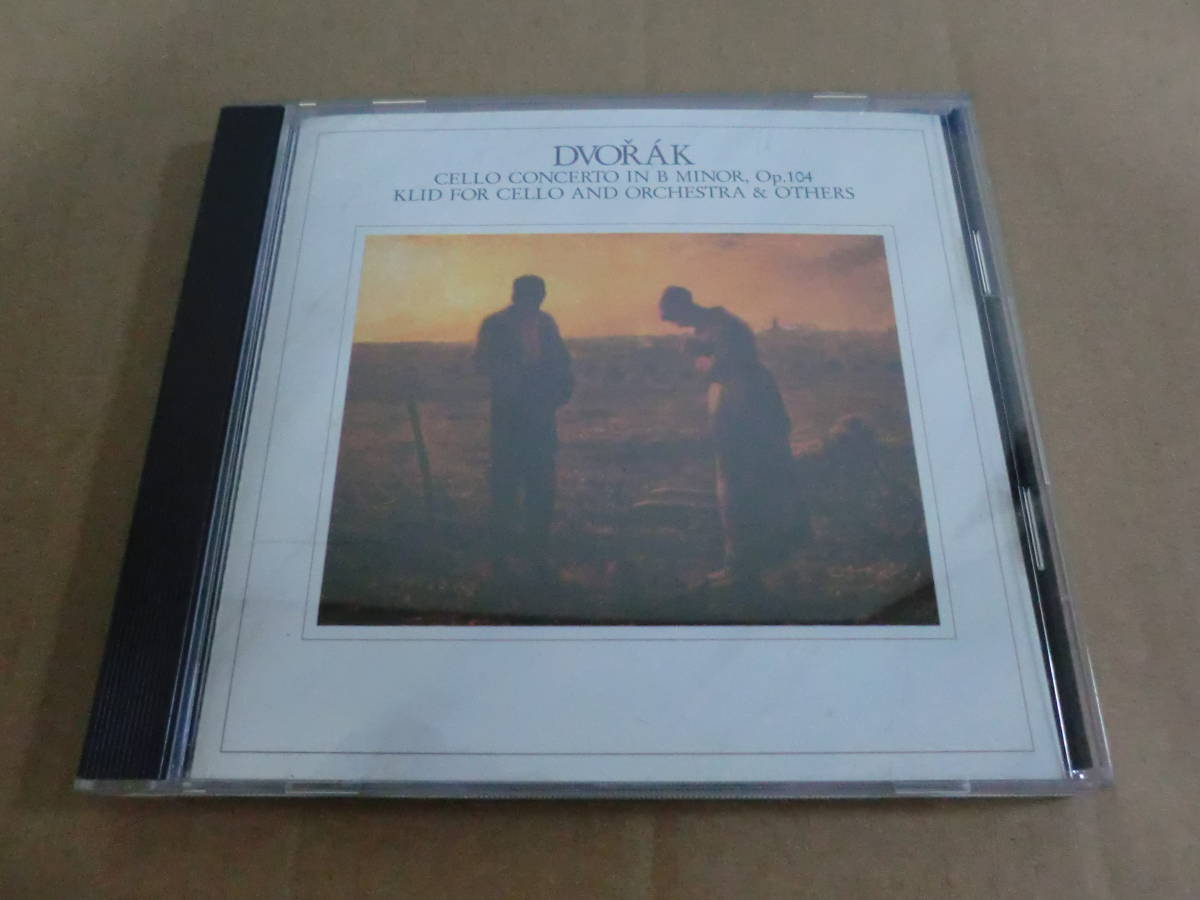 DVOŘÁK
CELLO CONCERTO IN B MINOR, Op.104
KLID FOR CELLO AND ORCHESTRA & OTHERS